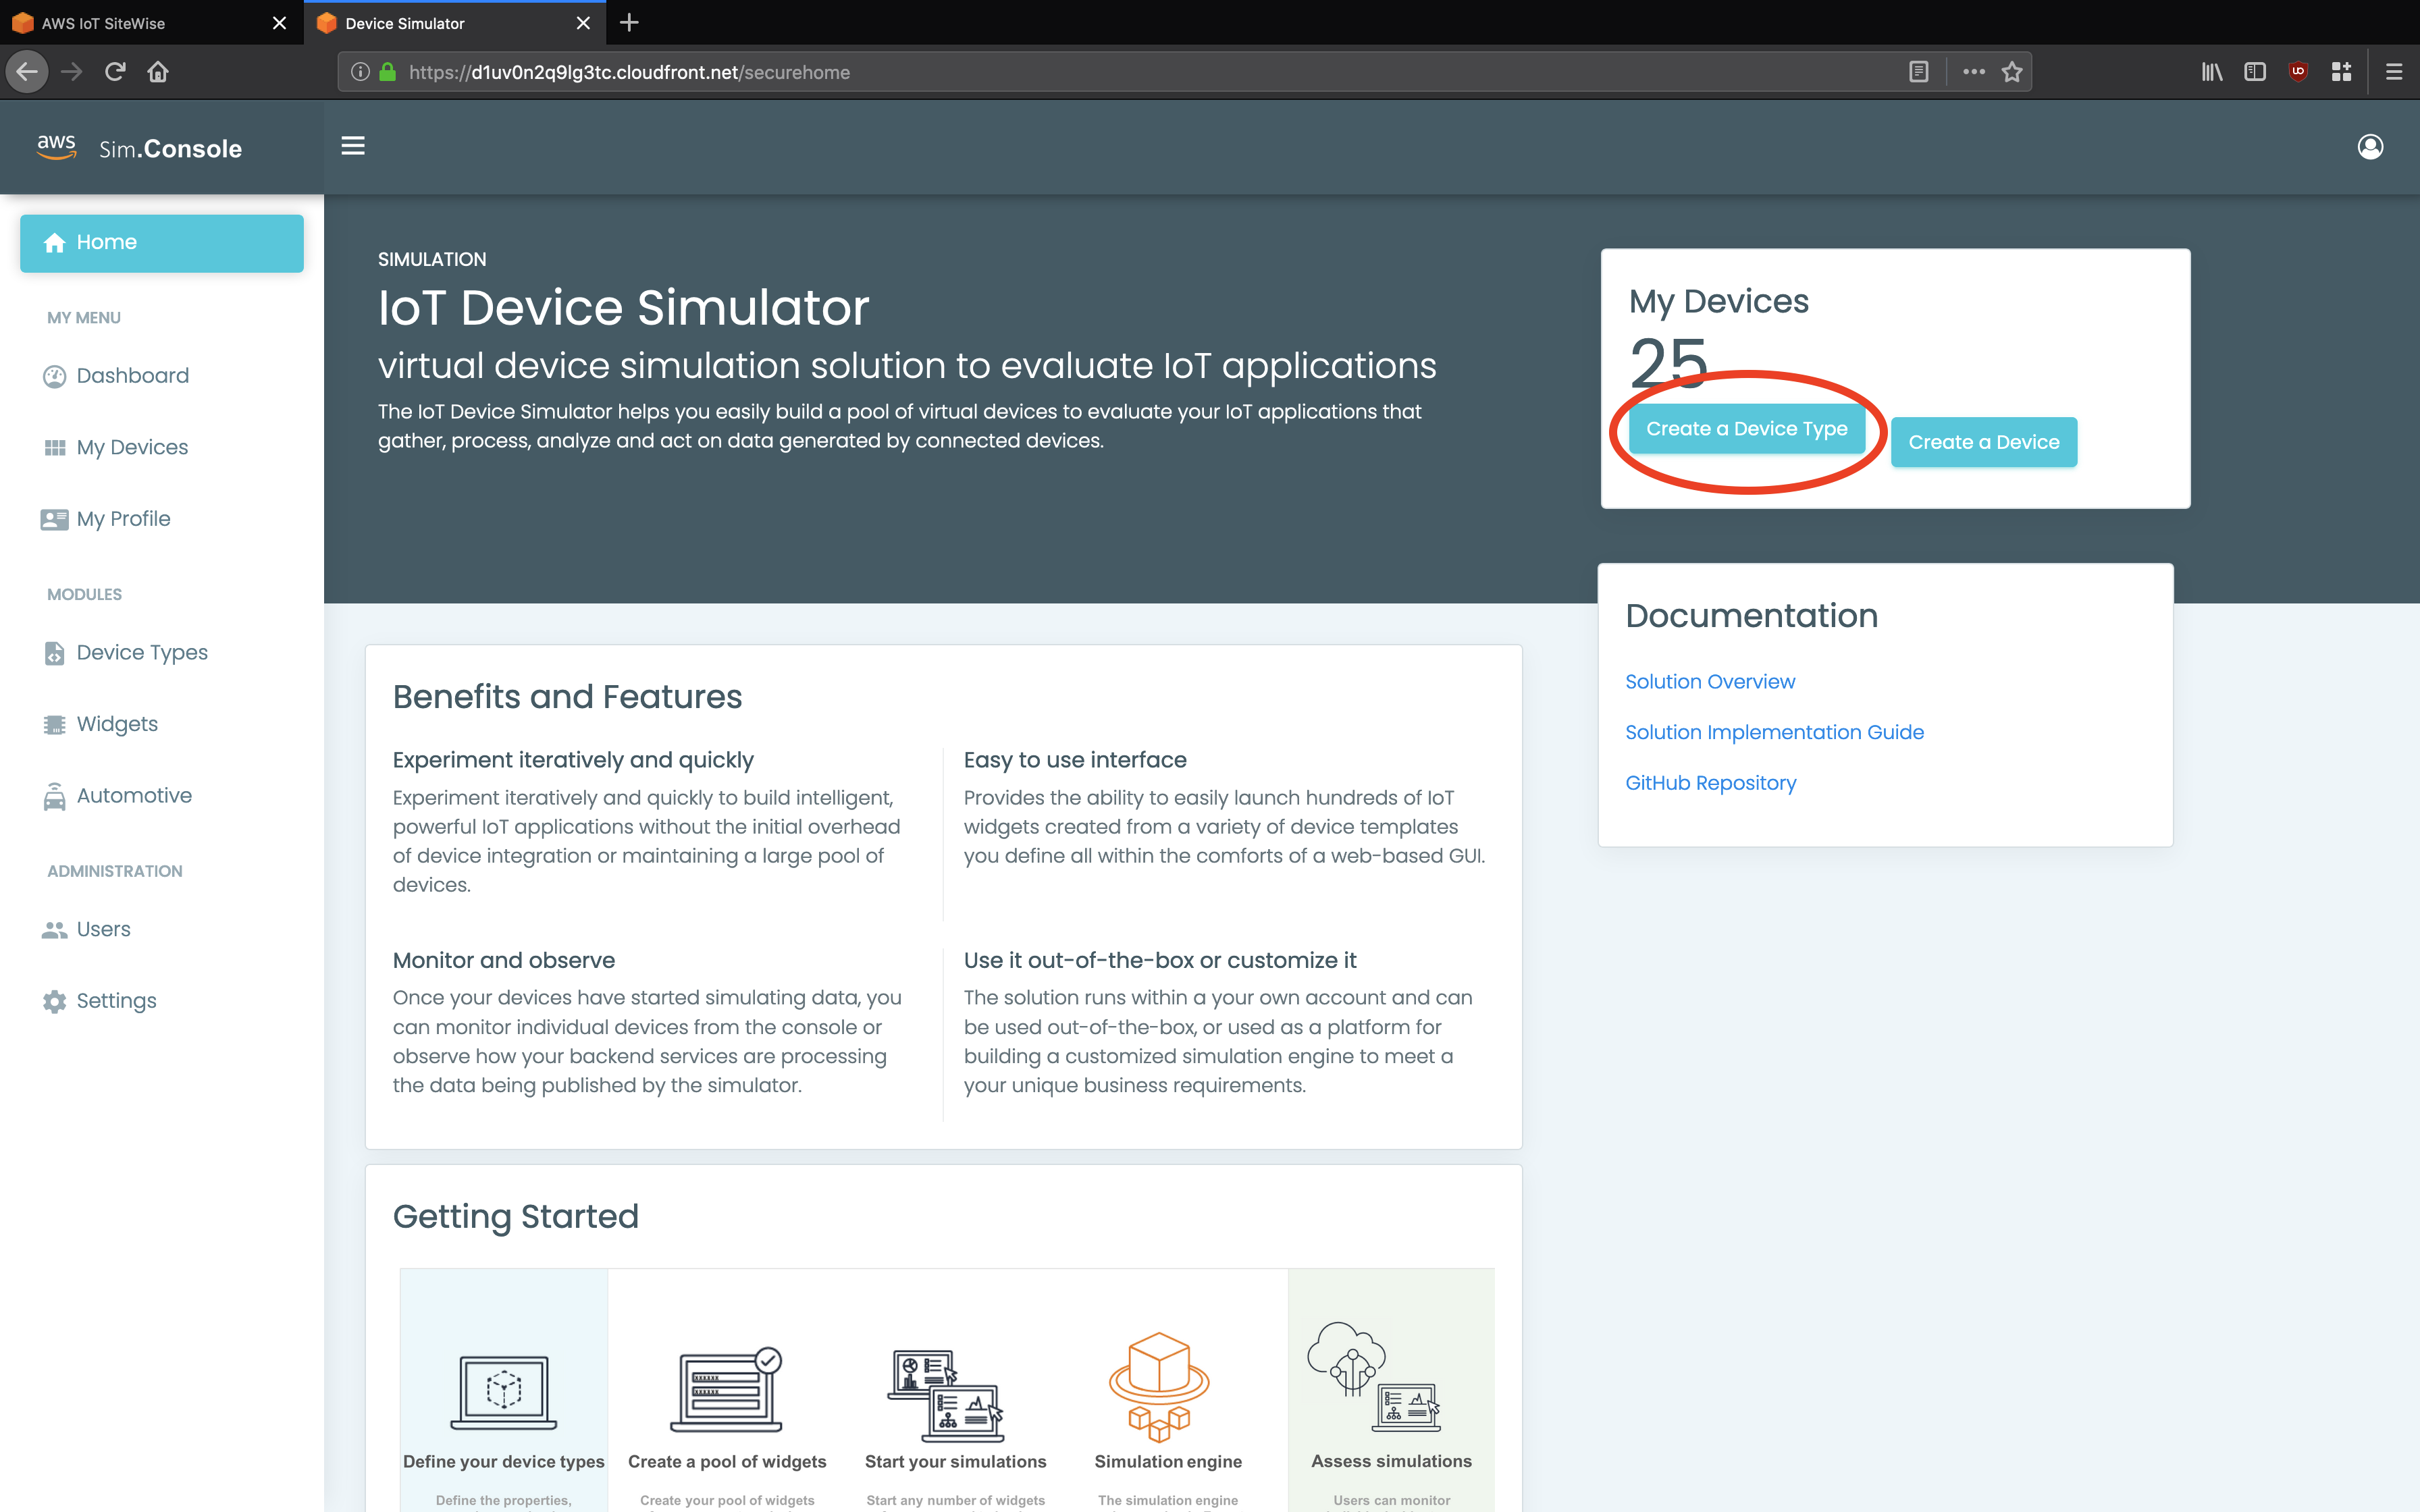 AWS IoT SiteWise
Device Simulator
https://d1uv0n2q9lg3tc.cloudfront.net/securehome
aws Sim.Console
Home
MY MENU
Dashboard
My Devices
My Profile
MODULES
Device Types
Widgets
Automotive
ADMINISTRATION
Users
Settings
SIMULATION
IoT Device Simulator
virtual device simulation solution to evaluate IoT applications
The IoT Device Simulator helps you easily build a pool of virtual devices to evaluate your IoT applications that
gather, process, analyze and act on data generated by connected devices.
My Devices
25
Create a Device Type
Create a Device
Documentation
Solution Overview
Solution Implementation Guide
GitHub Repository
Benefits and Features
Experiment iteratively and quickly
Experiment iteratively and quickly to build intelligent,
powerful IoT applications without the initial overhead
of device integration or maintaining a large pool of
devices.
Easy to use interface
Provides the ability to easily launch hundreds of IoT
widgets created from a variety of device templates
you define all within the comforts of a web-based GUI.
Monitor and observe
Once your devices have started simulating data, you
can monitor individual devices from the console or
observe how your backend services are processing
the data being published by the simulator.
Use it out-of-the-box or customize it
The solution runs within a your own account and can
be used out-of-the-box, or used as a platform for
building a customized simulation engine to meet a
your unique business requirements.
Getting Started
Define your device types
Define the properties,
Create a pool of widgets
Create your pool of widgets
Start your simulations
Start any number of widgets
Simulation engine
The simulation engine
Assess simulations
Users can monitor